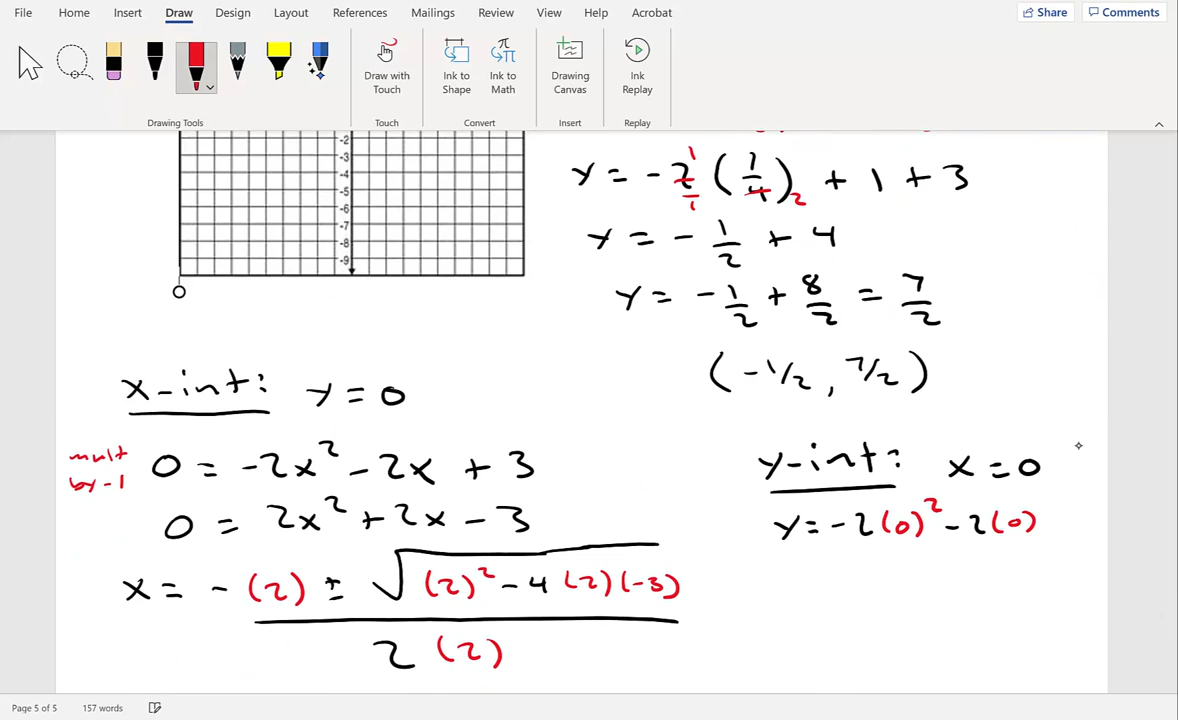 File Home Insert Draw Design Layout References Mailings Review View Help Acrobat Share Comments
Draw with Touch
Ink to Shape
Ink to Math
Drawing Canvas
Ink Replay
Drawing Tools Touch Convert Insert Replay
-2
-3
-4
-5
-6
-7
-8
-9
y = -2(1/4) + 1 + 3
1
1 2
y = - 1/2 + 4
y = - 1/2 + 8/2 = 7/2
(-1/2, 7/2)
x-int: y = 0
mult by -1
0 = -2x² - 2x + 3
0 = 2x² + 2x - 3
x = -(2) ± √(2)² - 4(2)(-3)
2(2)
y-int: x = 0
y = -2(0)² - 2(0)
Page 5 of 5 157 words